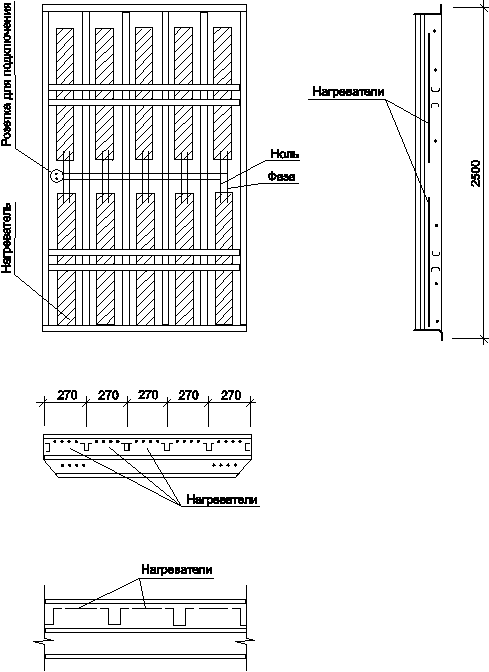 Розетка для подключения
Нагреватель
Ноль
Фаза
Нагреватели
2500
270 270 270 270 270
Нагреватели
Нагреватели